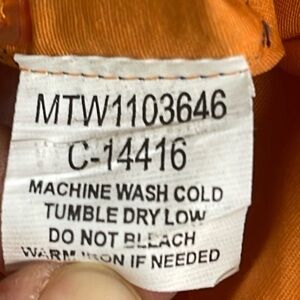 MTW1103646
C-14416
MACHINE WASH COLD
TUMBLE DRY LOW
DO NOT BLEACH
WARM IRON IF NEEDED